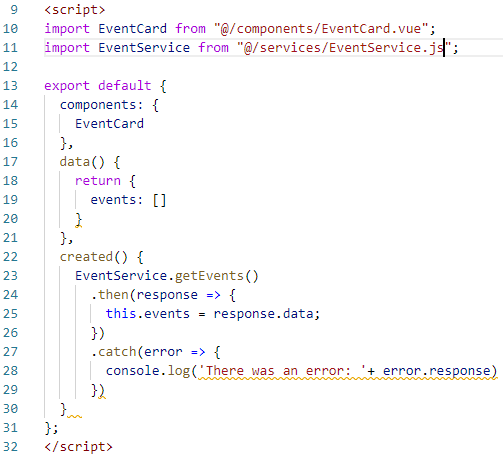 9 <script>
10 import EventCard from "@/components/EventCard.vue";
11 import EventService from "@/services/EventService.js";
12
13 export default {
14   components: {
15     EventCard
16   },
17   data() {
18     return {
19       events: []
20     }
21   },
22   created() {
23     EventService.getEvents()
24       .then(response => {
25         this.events = response.data;
26       })
27       .catch(error => {
28         console.log('There was an error: '+ error.response)
29       })
30   }
31 };
32 </script>